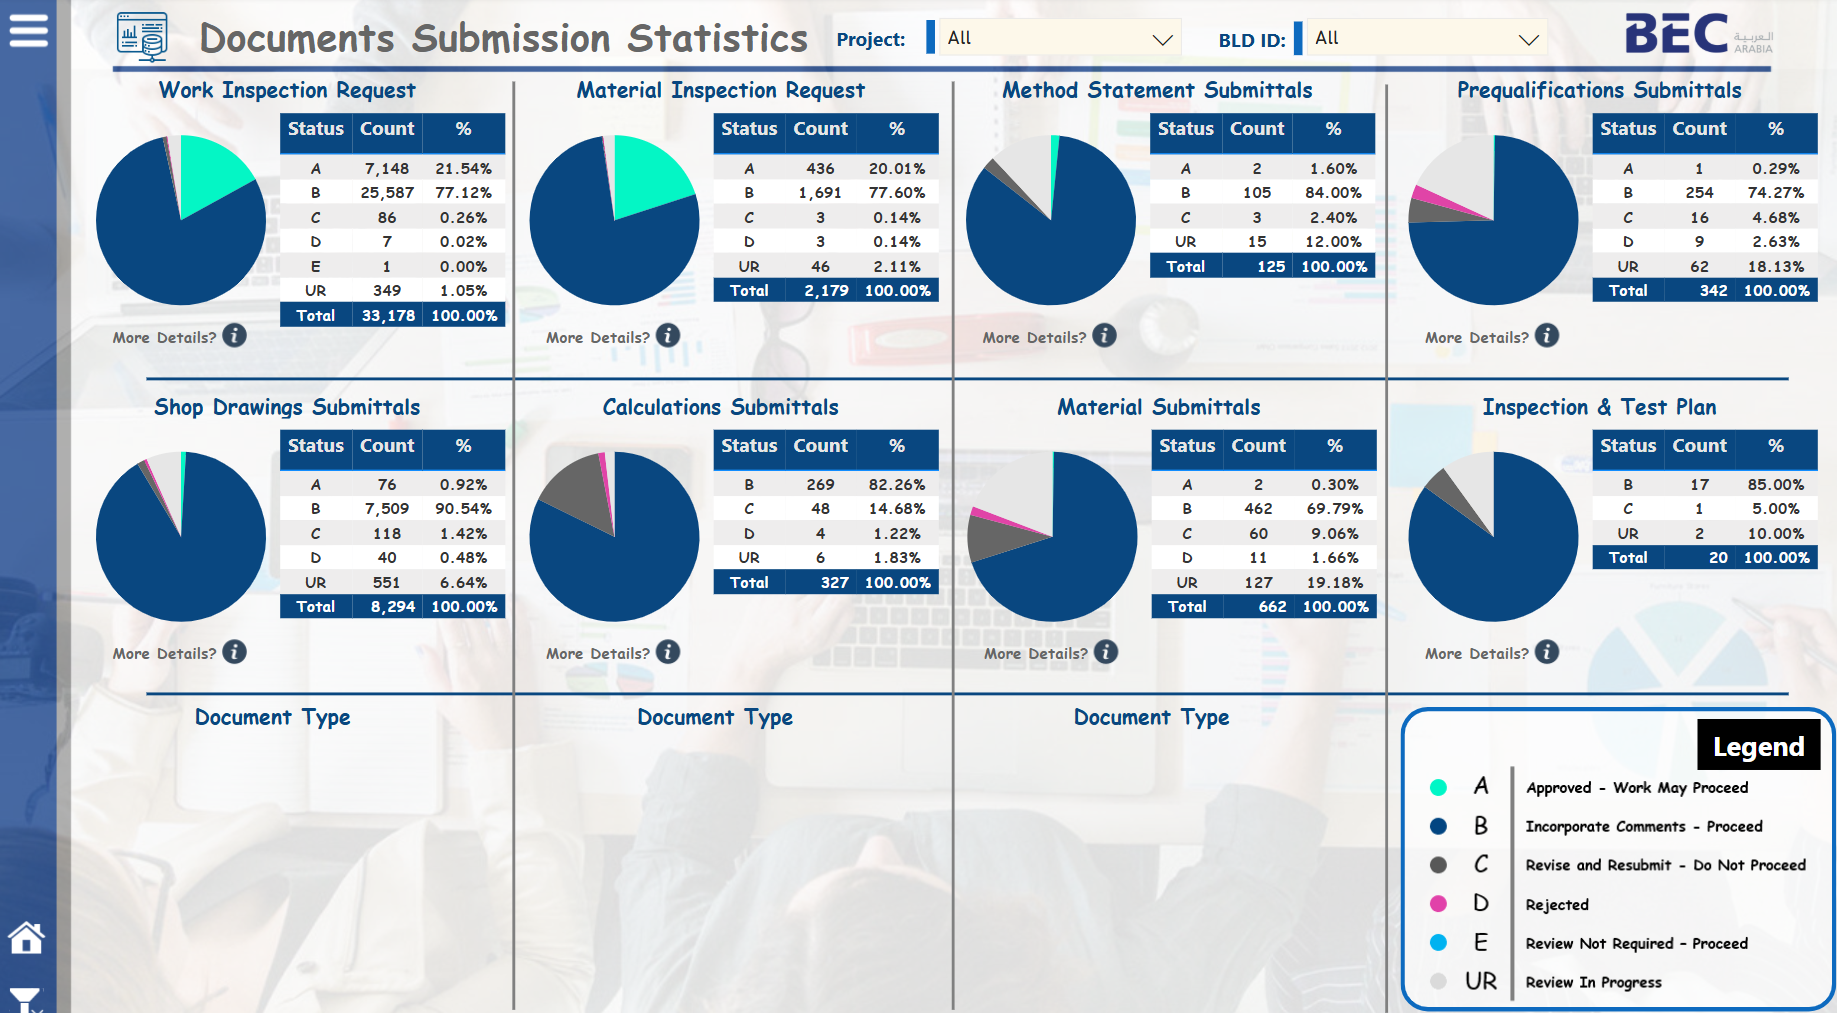 Documents Submission Statistics
Project:
All
BLD ID:
All
BEC
العربية
ARABIA
Work Inspection Request
Status Count %
A 7,148 21.54%
B 25,587 77.12%
C 86 0.26%
D 7 0.02%
E 1 0.00%
UR 349 1.05%
Total 33,178 100.00%
More Details?
Material Inspection Request
Status Count %
A 436 20.01%
B 1,691 77.60%
C 3 0.14%
D 3 0.14%
UR 46 2.11%
Total 2,179 100.00%
More Details?
Method Statement Submittals
Status Count %
A 2 1.60%
B 105 84.00%
C 3 2.40%
UR 15 12.00%
Total 125 100.00%
More Details?
Prequalifications Submittals
Status Count %
A 1 0.29%
B 254 74.27%
C 16 4.68%
D 9 2.63%
UR 62 18.13%
Total 342 100.00%
More Details?
Shop Drawings Submittals
Status Count %
A 76 0.92%
B 7,509 90.54%
C 118 1.42%
D 40 0.48%
UR 551 6.64%
Total 8,294 100.00%
More Details?
Calculations Submittals
Status Count %
B 269 82.26%
C 48 14.68%
D 4 1.22%
UR 6 1.83%
Total 327 100.00%
More Details?
Material Submittals
Status Count %
A 2 0.30%
B 462 69.79%
C 60 9.06%
D 11 1.66%
UR 127 19.18%
Total 662 100.00%
More Details?
Inspection & Test Plan
Status Count %
B 17 85.00%
C 1 5.00%
UR 2 10.00%
Total 20 100.00%
More Details?
Document Type
Document Type
Document Type
Legend
A Approved - Work May Proceed
B Incorporate Comments - Proceed
C Revise and Resubmit - Do Not Proceed
D Rejected
E Review Not Required - Proceed
UR Review In Progress